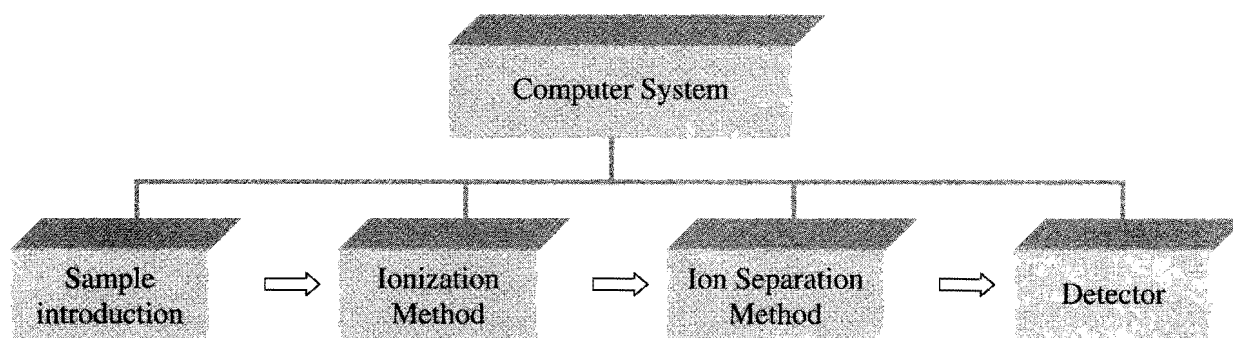 Computer System
Sample
introduction
Ionization
Method
Ion Separation
Method
Detector